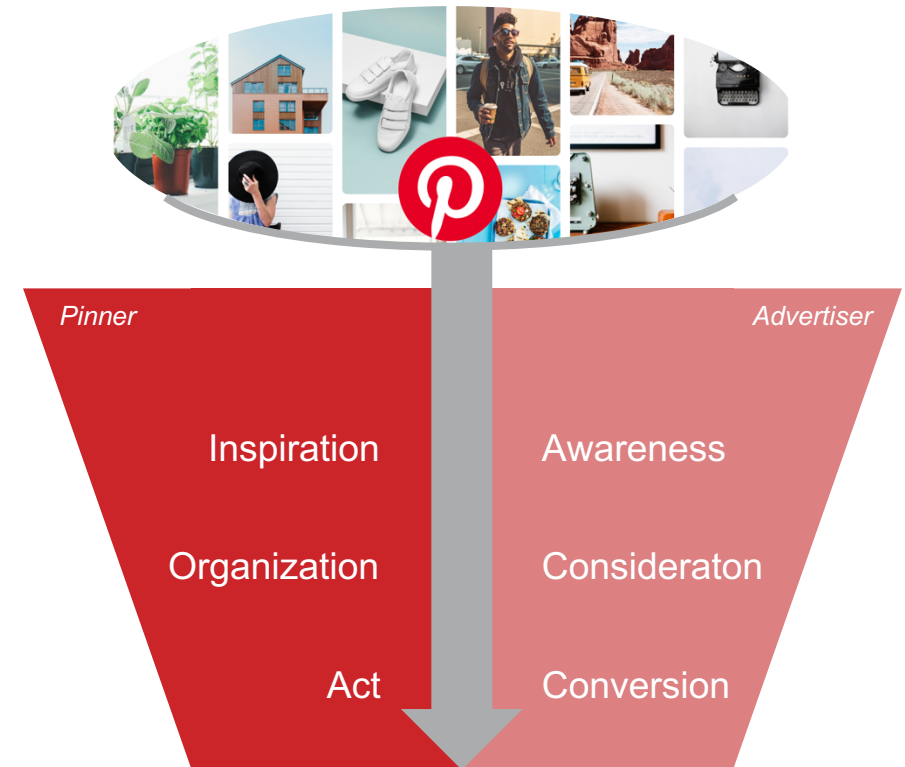 Pinner
Advertiser
Inspiration
Awareness
Organization
Consideraton
Act
Conversion